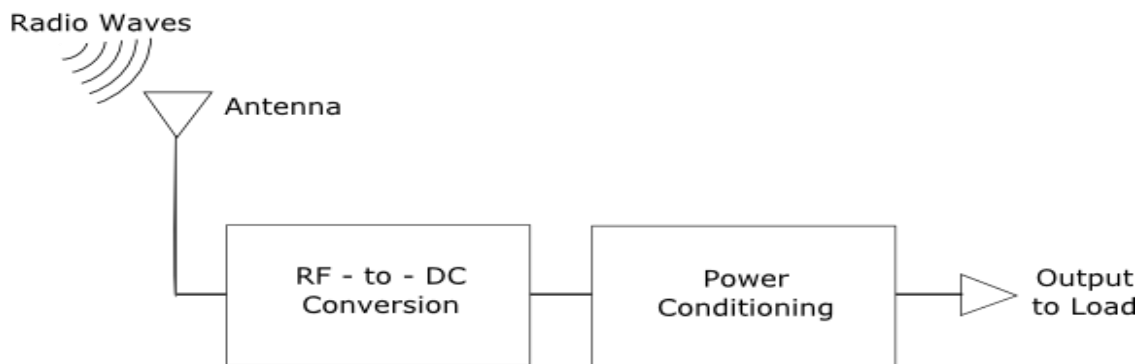 Radio Waves
Antenna
RF - to - DC
Conversion
Power
Conditioning
Output
to Load